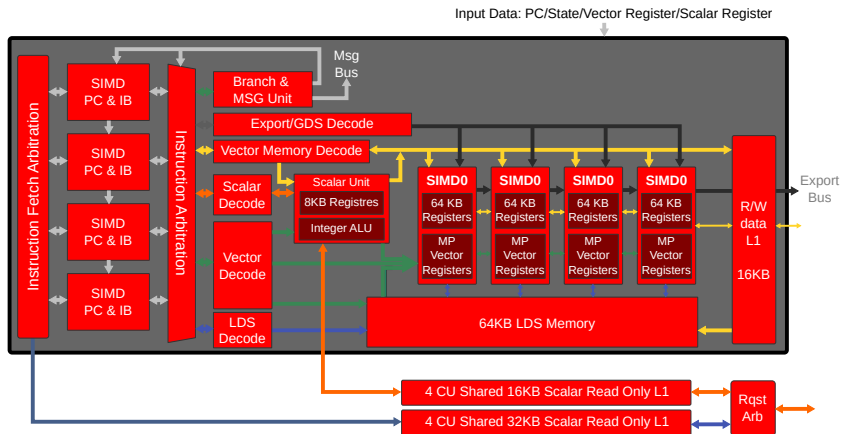 Input Data: PC/State/Vector Register/Scalar Register
Instruction Fetch Arbitration
SIMD
PC & IB
SIMD
PC & IB
SIMD
PC & IB
SIMD
PC & IB
Instruction Arbitration
Branch &
MSG Unit
Msg
Bus
Export/GDS Decode
Vector Memory Decode
Scalar
Decode
Scalar Unit
8KB Registres
Integer ALU
Vector
Decode
LDS
Decode
SIMD0
64 KB
Registers
MP
Vector
Registers
SIMD0
64 KB
Registers
MP
Vector
Registers
SIMD0
64 KB
Registers
MP
Vector
Registers
SIMD0
64 KB
Registers
MP
Vector
Registers
64KB LDS Memory
R/W
data
L1
16KB
Export
Bus
4 CU Shared 16KB Scalar Read Only L1
4 CU Shared 32KB Scalar Read Only L1
Rqst
Arb